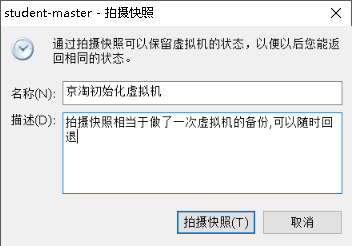 student-master - 拍摄快照
通过拍摄快照可以保留虚拟机的状态，以便以后您能返
回相同的状态。
名称(N): 京淘初始化虚拟机
描述(D): 拍摄快照相当于做了一次虚拟机的备份,可以随时回
退
拍摄快照(T) 取消